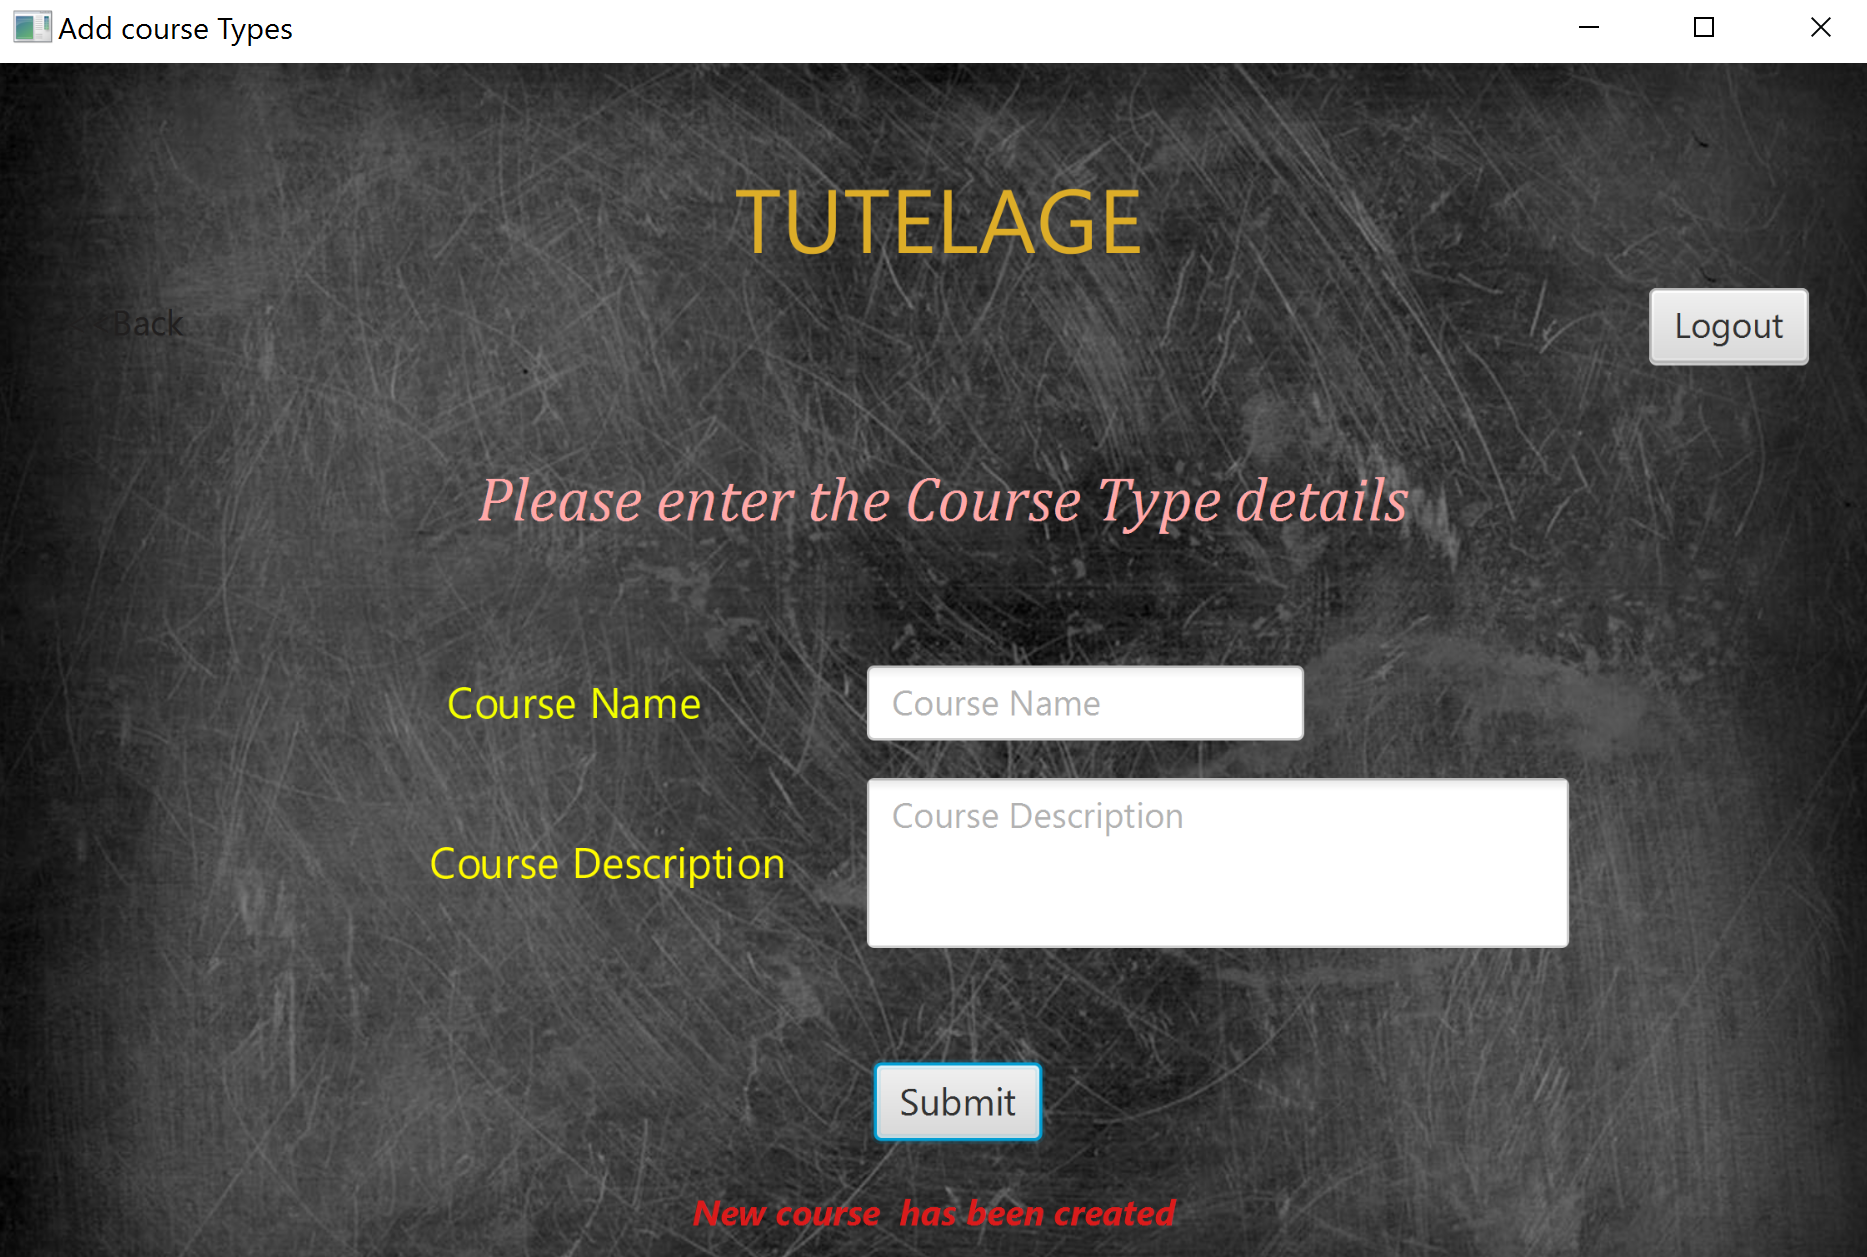 Add course Types
TUTELAGE
Back
Logout
Please enter the Course Type details
Course Name
Course Name
Course Description
Course Description
Submit
New course  has been created